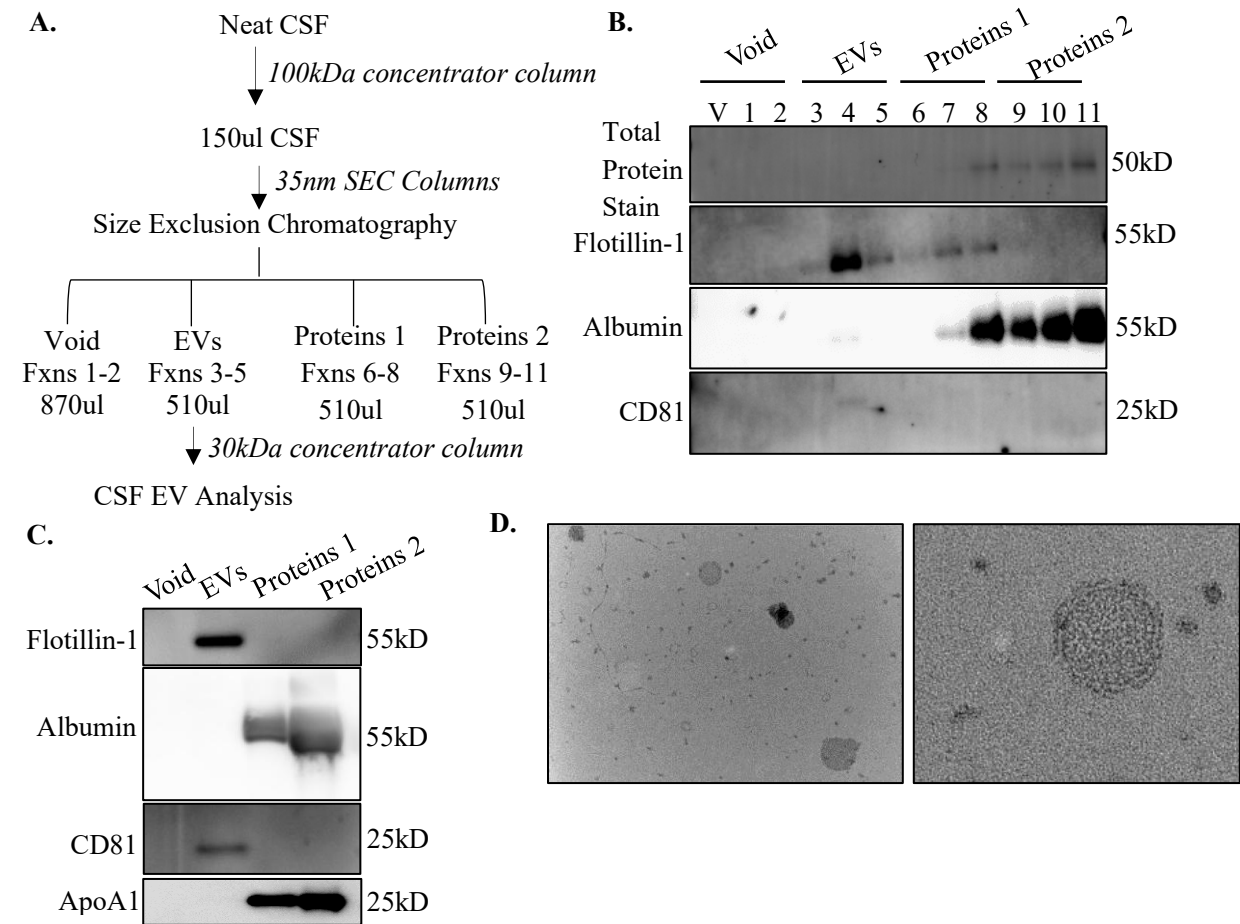 A.
Neat CSF
100kDa concentrator column
150ul CSF
35nm SEC Columns
Size Exclusion Chromatography
Void
Fxns 1-2
870ul
EVs
Fxns 3-5
510ul
Proteins 1
Fxns 6-8
510ul
Proteins 2
Fxns 9-11
510ul
30kDa concentrator column
CSF EV Analysis
B.
Void EVs Proteins 1 Proteins 2
V 1 2 3 4 5 6 7 8 9 10 11
Total
Protein
Stain
50kD
Flotillin-1 55kD
Albumin 55kD
CD81 25kD
C.
Void EVs Proteins 1 Proteins 2
Flotillin-1 55kD
Albumin 55kD
CD81 25kD
ApoA1 25kD
D.